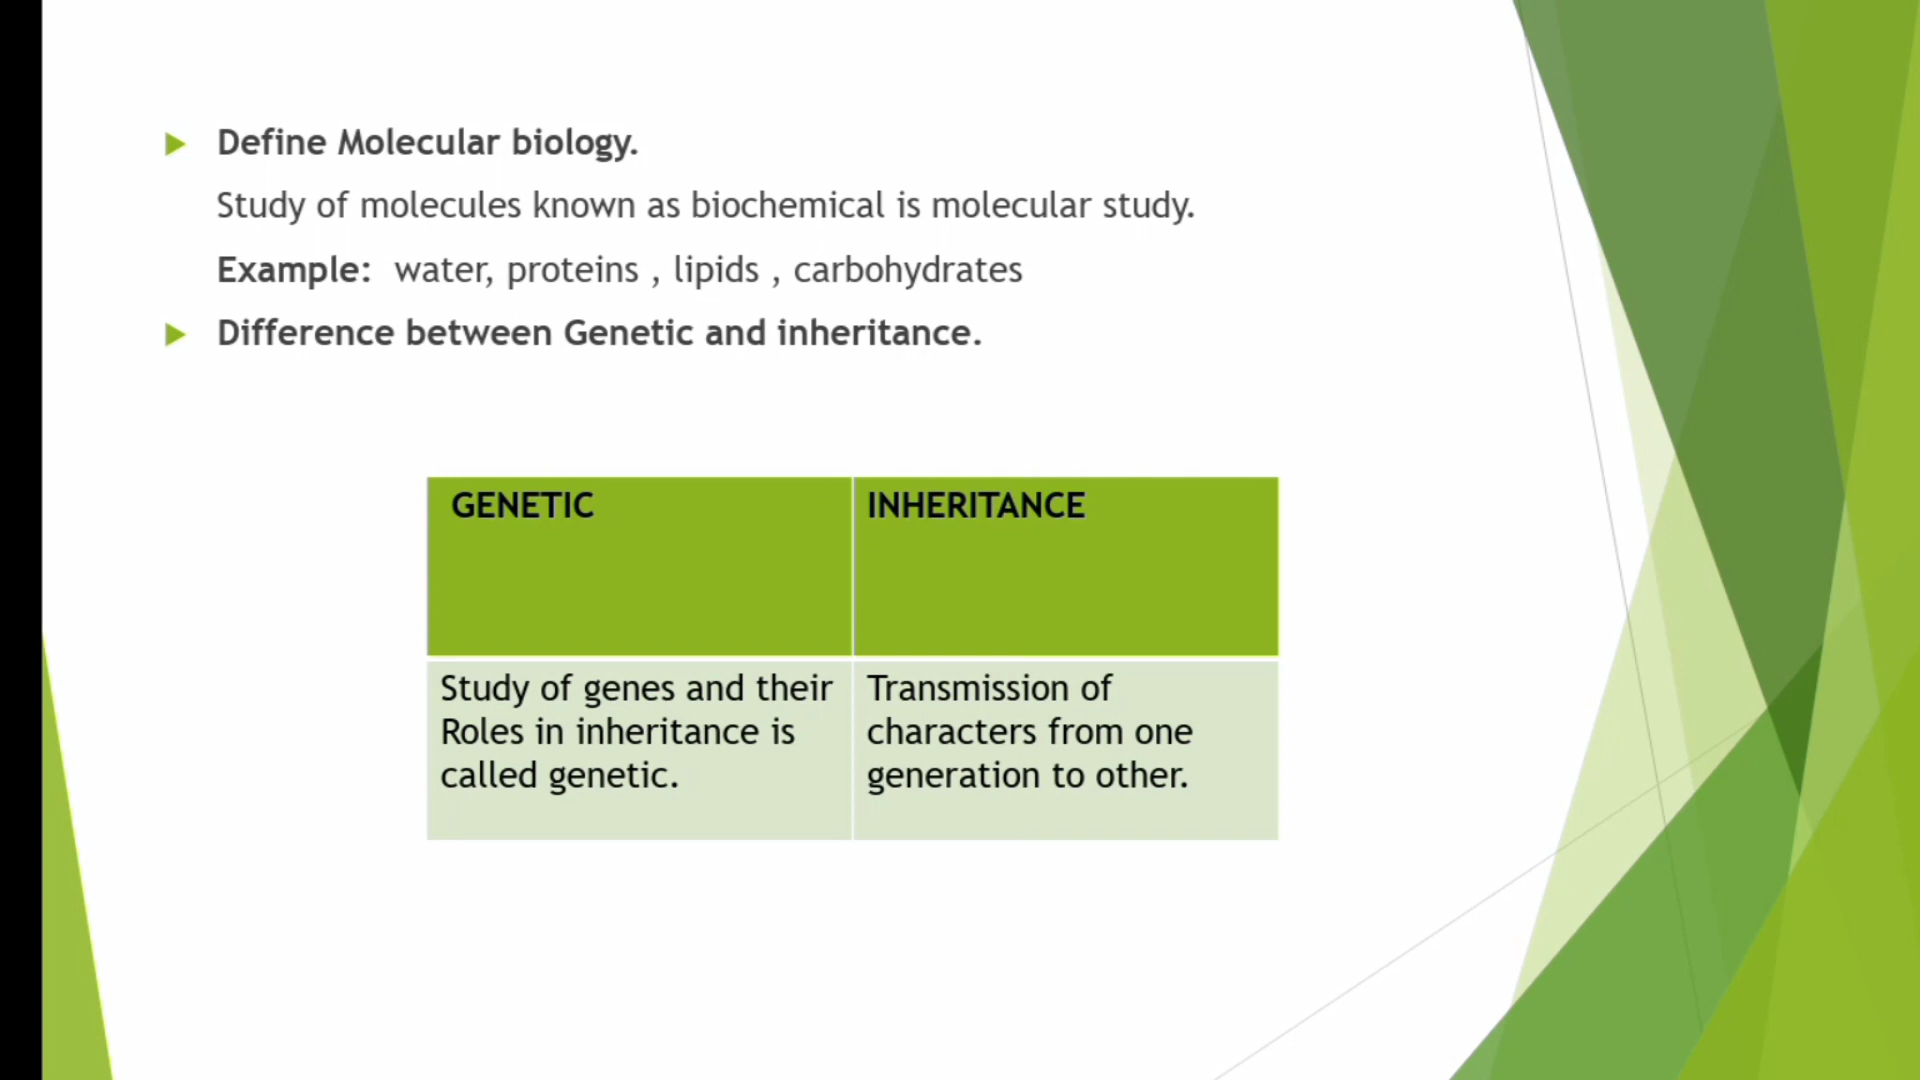 Define Molecular biology.
Study of molecules known as biochemical is molecular study.
Example: water, proteins , lipids , carbohydrates
Difference between Genetic and inheritance.
GENETIC
INHERITANCE
Study of genes and their
Roles in inheritance is
called genetic.
Transmission of
characters from one
generation to other.